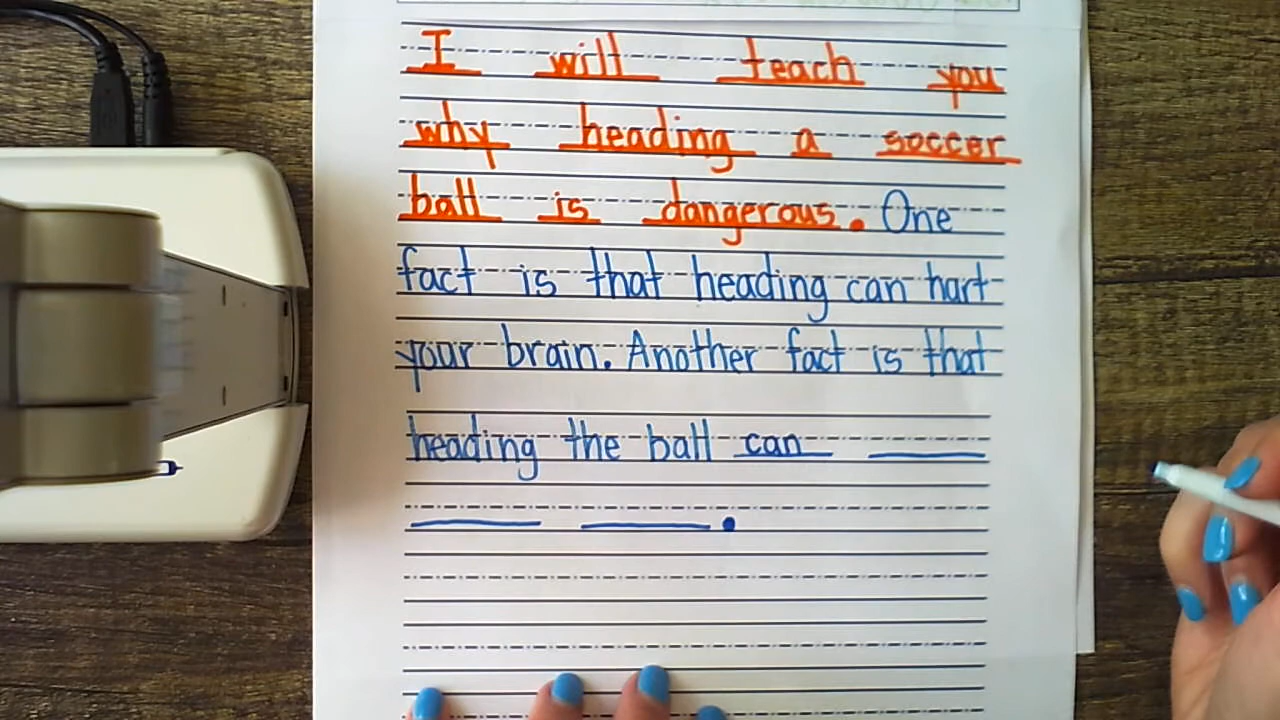 I will teach you
why heading a soccer
ball is dangerous. One
fact is that heading can hart
your brain. Another fact is that
heading the ball can